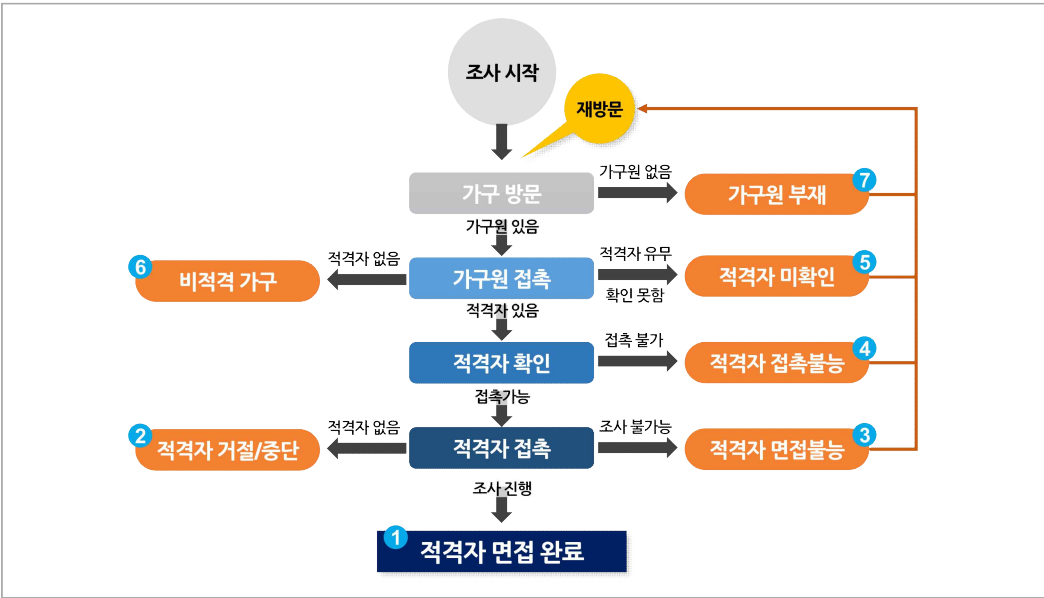 조사 시작
재방문
가구 방문
가구원 없음
7
가구원 부재
가구원 있음
6
비적격 가구
적격자 없음
가구원 접촉
적격자 유무
확인 못함
5
적격자 미확인
적격자 있음
적격자 확인
접촉 불가
4
적격자 접촉불능
접촉가능
2
적격자 거절/중단
적격자 없음
적격자 접촉
조사 불가능
3
적격자 면접불능
조사 진행
1
적격자 면접 완료